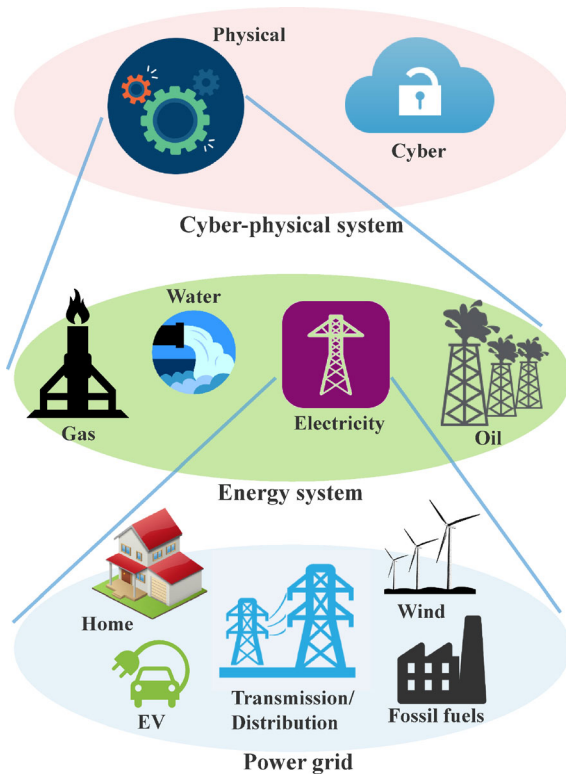 Physical
Cyber
Cyber-physical system
Water
Gas
Electricity
Oil
Energy system
Home
Wind
EV
Transmission/
Distribution
Fossil fuels
Power grid